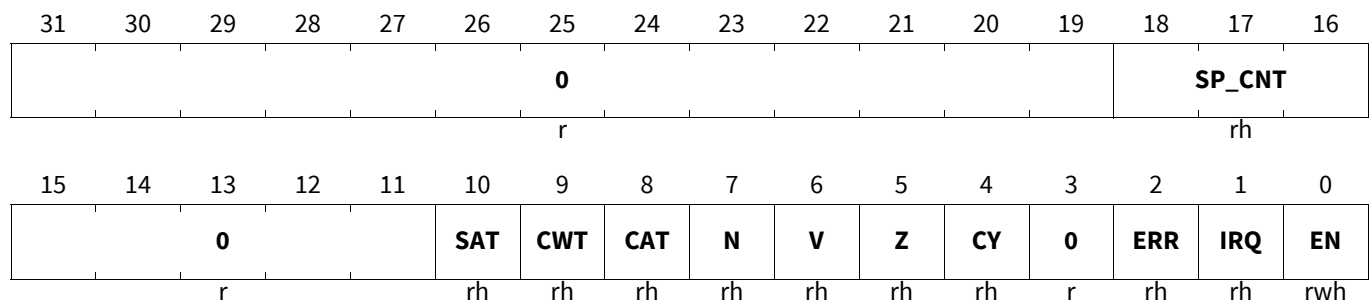 31 30 29 28 27 26 25 24 23 22 21 20 19 18 17 16
0 SP_CNT
r rh
15 14 13 12 11 10 9 8 7 6 5 4 3 2 1 0
0 SAT CWT CAT N V Z CY 0 ERR IRQ EN
r rh rh rh rh rh rh rh r rh rh rwh